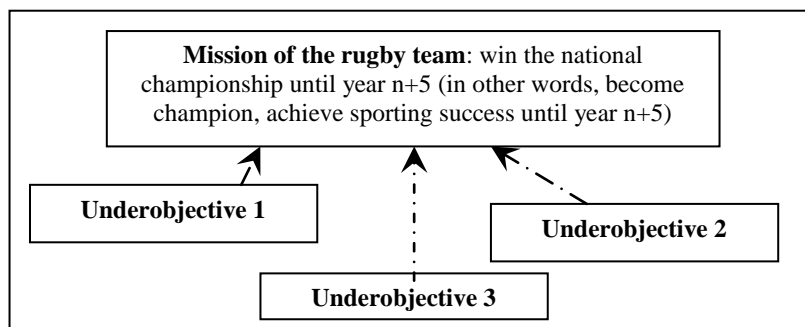 Mission of the rugby team: win the national
championship until year n+5 (in other words, become
champion, achieve sporting success until year n+5)
Underobjective 1
Underobjective 2
Underobjective 3